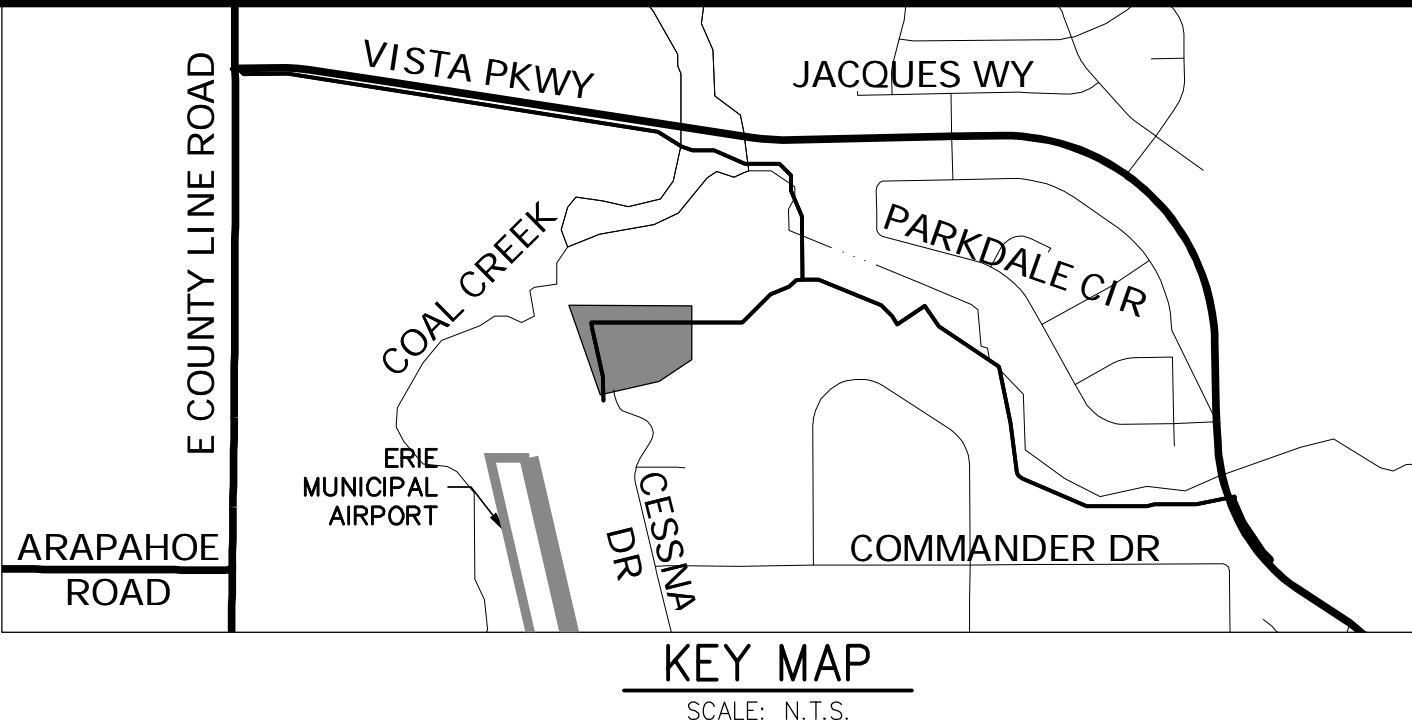 VISTA PKWY
JACQUES WY
E COUNTY LINE ROAD
PARKDALE CIR
COAL CREEK
ERIE
MUNICIPAL
AIRPORT
CESSNA
DR
ARAPAHOE
ROAD
COMMANDER DR
KEY MAP
SCALE: N.T.S.